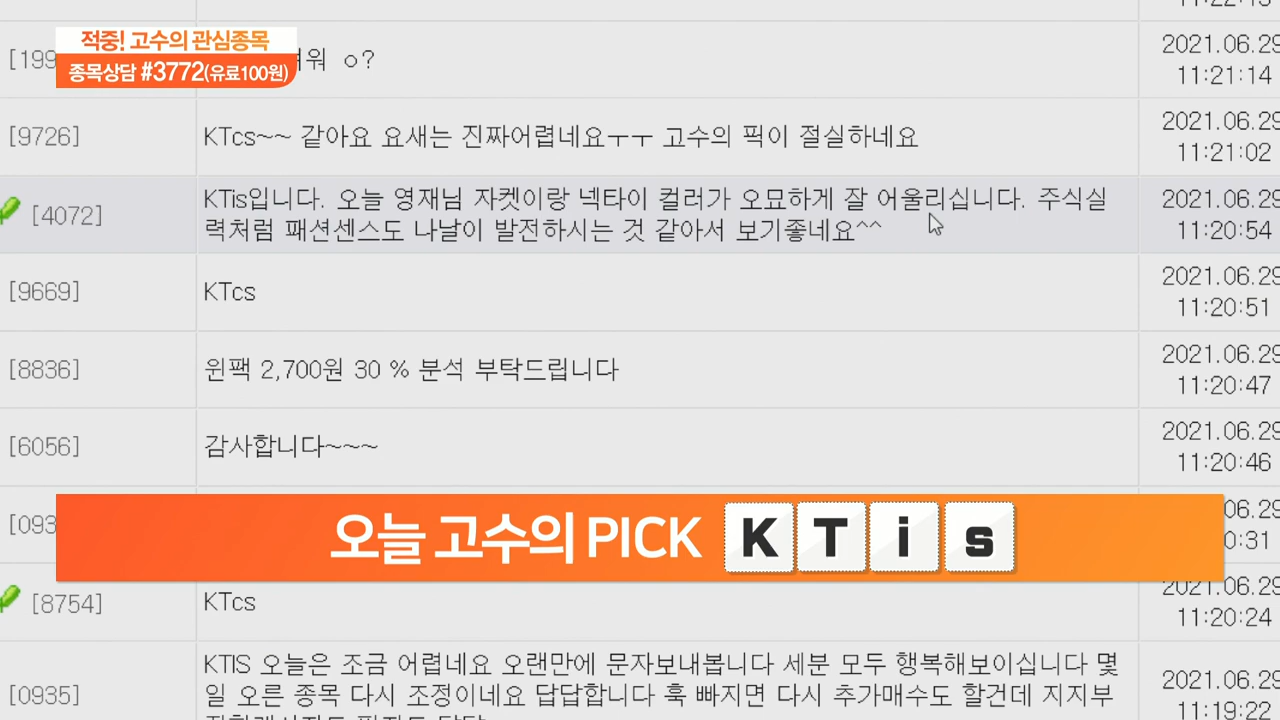 적중! 고수의 관심종목
종목상담 #3772(유료100원)
[199
워 ㅇ?
2021.06.29
11:21:14
[9726]
KTcs~~ 같아요 요새는 진짜어렵네요ㅜㅜ 고수의 픽이 절실하네요
2021.06.29
11:21:02
[4072]
KTis입니다. 오늘 영재님 자켓이랑 넥타이 컬러가 오묘하게 잘 어울리십니다. 주식실
력처럼 패션센스도 나날이 발전하시는 것 같아서 보기좋네요^^
2021.06.29
11:20:54
[9669]
KTcs
2021.06.29
11:20:51
[8836]
윈팩 2,700원 30 % 분석 부탁드립니다
2021.06.29
11:20:47
[6056]
감사합니다~~~
2021.06.29
11:20:46
[093
오늘 고수의 PICK KTis
06.29
0:31
[8754]
KTcs
2021.06.29
11:20:24
[0935]
KTIS 오늘은 조금 어렵네요 오랜만에 문자보내봅니다 세분 모두 행복해보이십니다 몇
일 오른 종목 다시 조정이네요 답답합니다 훅 빠지면 다시 추가매수도 할건데 지지부
2021.06.29
11:19:22